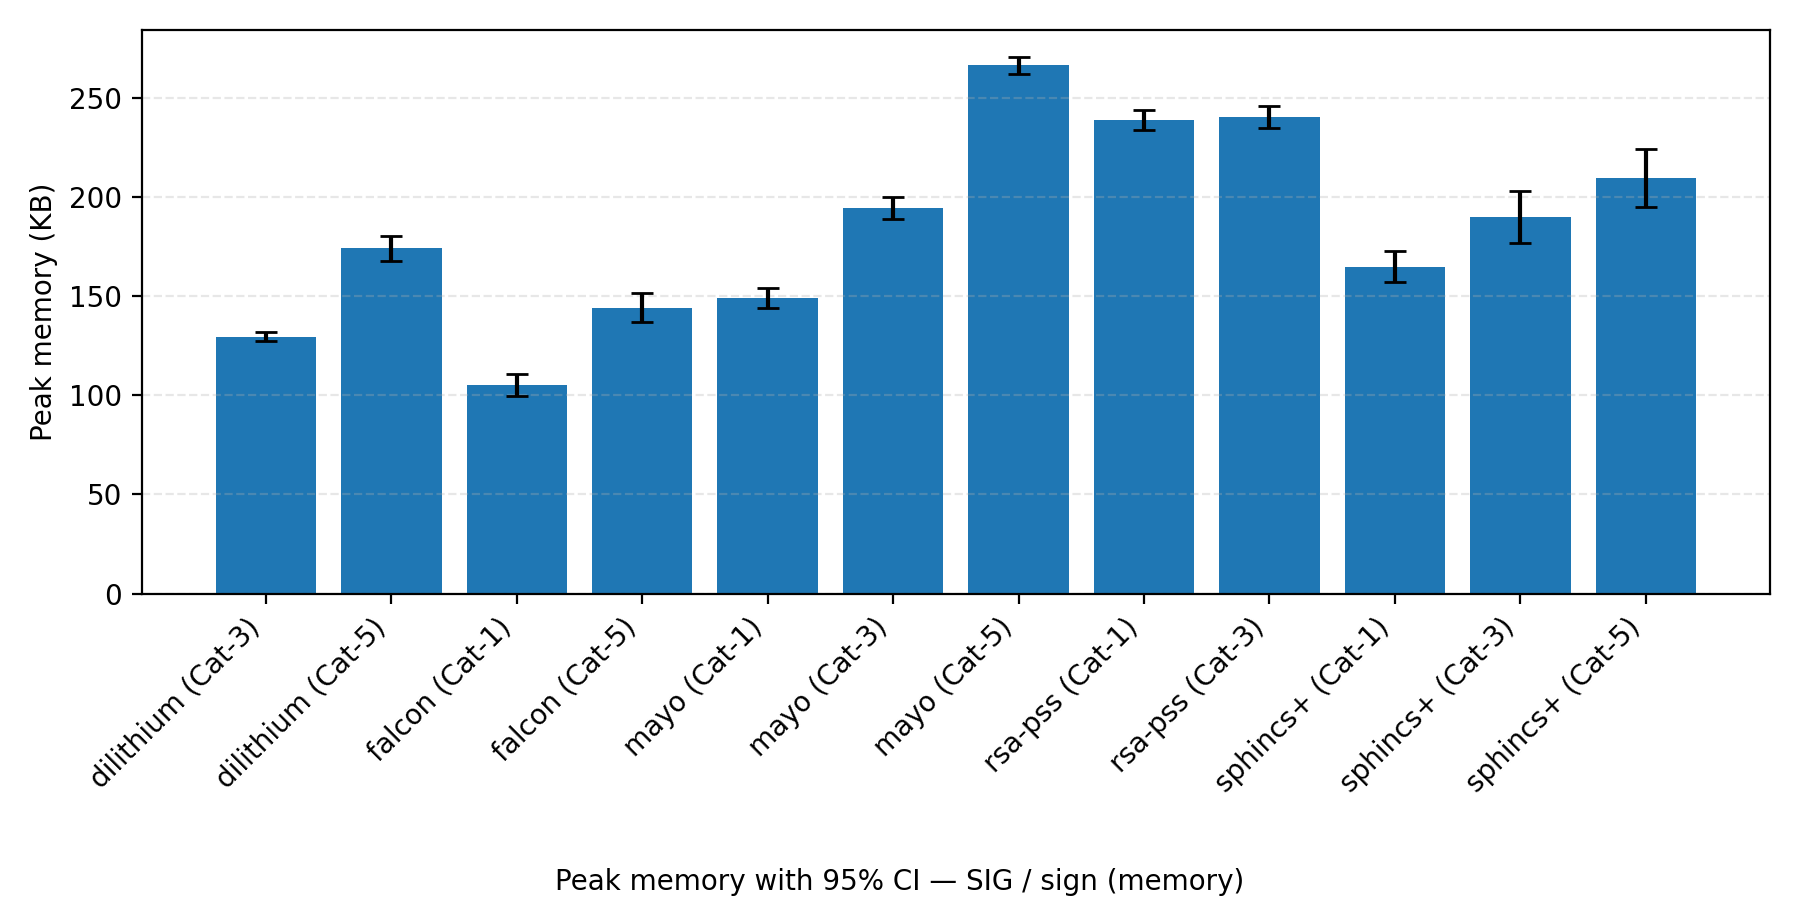 Peak memory (KB)
250
200
150
100
50
0
dilithium (Cat-3)
dilithium (Cat-5)
falcon (Cat-1)
falcon (Cat-5)
mayo (Cat-1)
mayo (Cat-3)
mayo (Cat-5)
rsa-pss (Cat-1)
rsa-pss (Cat-3)
sphincs+ (Cat-1)
sphincs+ (Cat-3)
sphincs+ (Cat-5)
Peak memory with 95% CI — SIG / sign (memory)